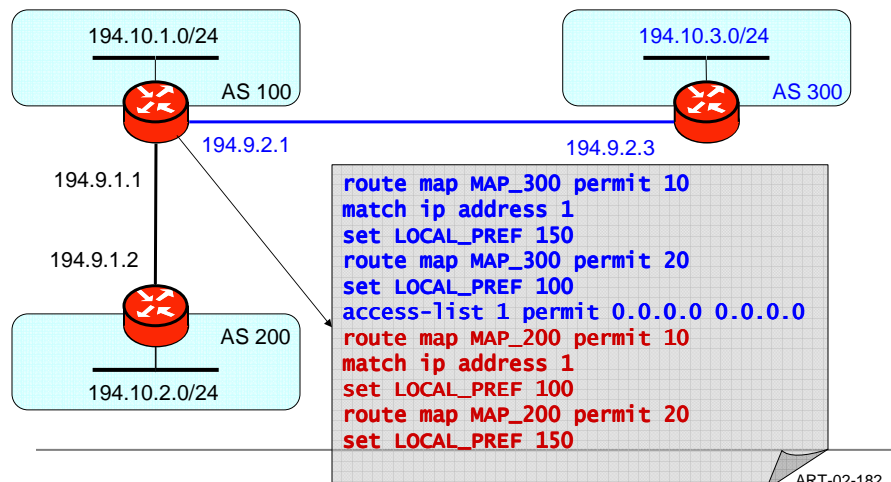 194.10.1.0/24
AS 100
194.10.3.0/24
AS 300
194.9.2.1
194.9.2.3
194.9.1.1
194.9.1.2
AS 200
194.10.2.0/24
route map MAP_300 permit 10
match ip address 1
set LOCAL_PREF 150
route map MAP_300 permit 20
set LOCAL_PREF 100
access-list 1 permit 0.0.0.0 0.0.0.0
route map MAP_200 permit 10
match ip address 1
set LOCAL_PREF 100
route map MAP_200 permit 20
set LOCAL_PREF 150
ART-02-182